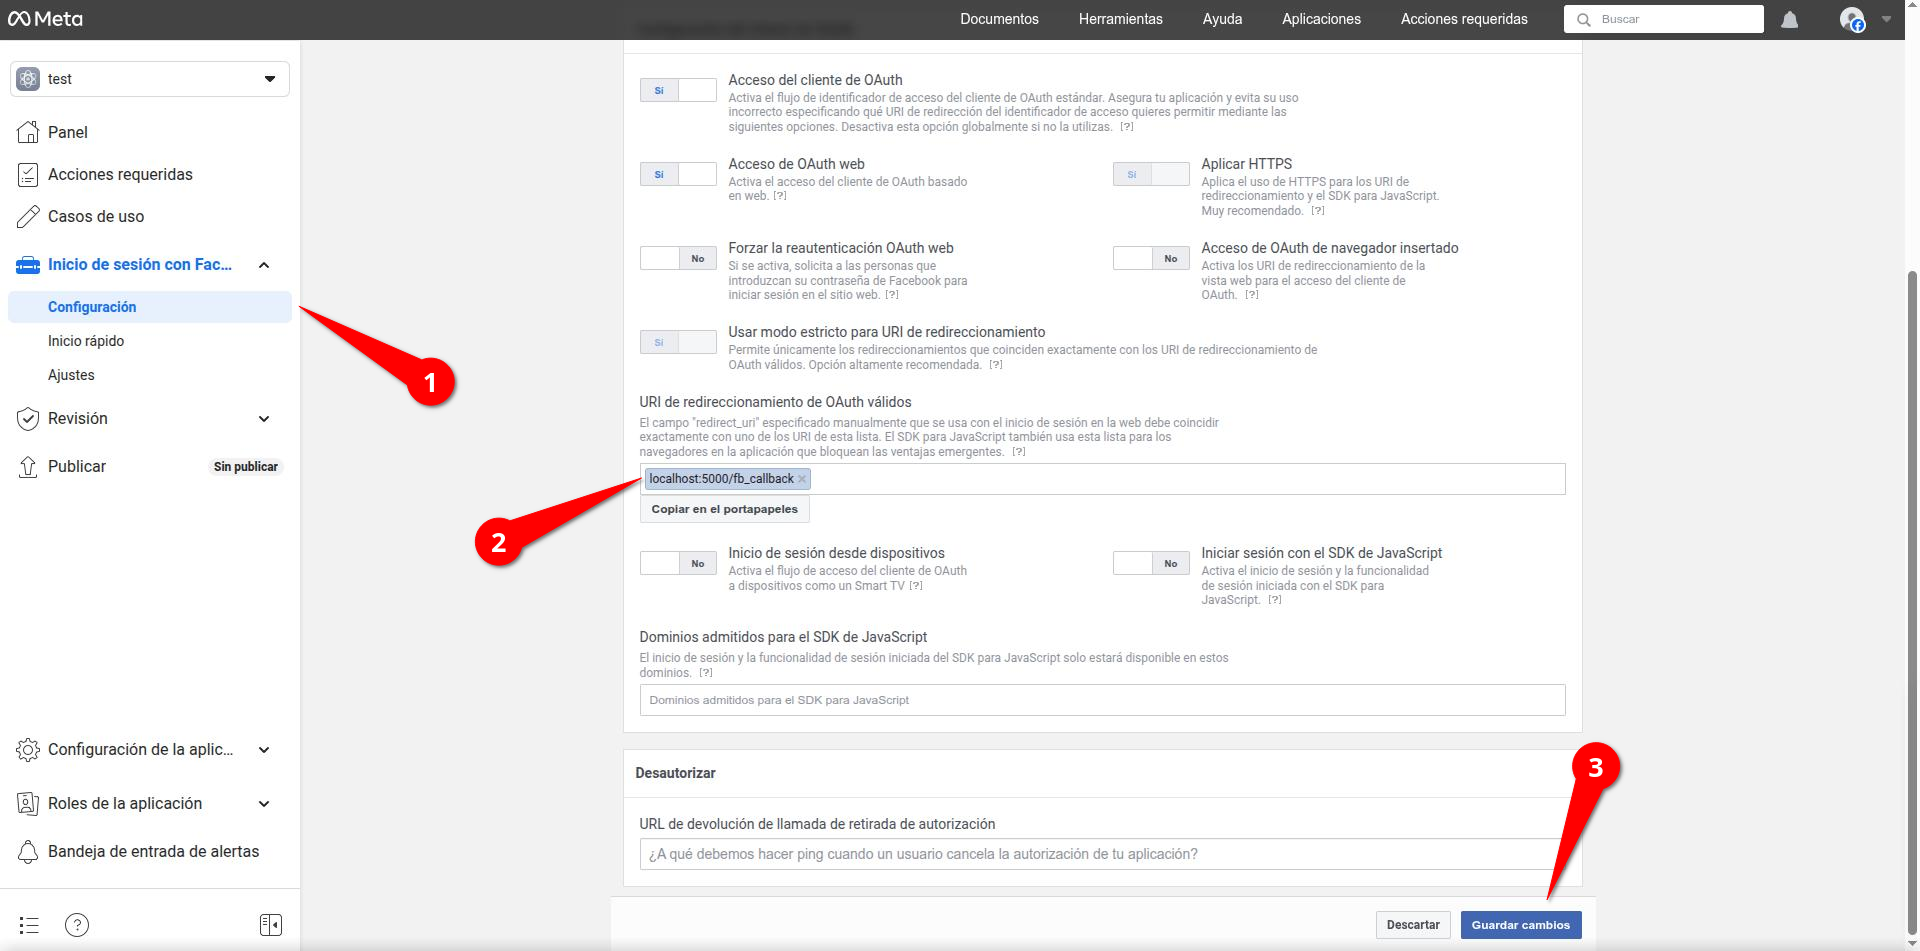 Meta
Documentos
Herramientas
Ayuda
Aplicaciones
Acciones requeridas
Buscar
test
Panel
Acciones requeridas
Casos de uso
Inicio de sesión con Fac...
Configuración
Inicio rápido
Ajustes
Revisión
Publicar
Sin publicar
Configuración de la aplic...
Roles de la aplicación
Bandeja de entrada de alertas
1
Sí
Acceso del cliente de OAuth
Activa el flujo de identificador de acceso del cliente de OAuth estándar. Asegura tu aplicación y evita su uso
incorrecto especificando qué URI de redirección del identificador de acceso quieres permitir mediante las
siguientes opciones. Desactiva esta opción globalmente si no la utilizas. [?]
Sí
Acceso de OAuth web
Activa el acceso del cliente de OAuth basado
en web. [?]
Sí
Aplicar HTTPS
Aplica el uso de HTTPS para los URI de
redireccionamiento y el SDK para JavaScript.
Muy recomendado. [?]
No
Forzar la reautenticación OAuth web
Si se activa, solicita a las personas que
introduzcan su contraseña de Facebook para
iniciar sesión en el sitio web. [?]
No
Acceso de OAuth de navegador insertado
Activa los URI de redireccionamiento de la
vista web para el acceso del cliente de
OAuth. [?]
Sí
Usar modo estricto para URI de redireccionamiento
Permite únicamente los redireccionamientos que coinciden exactamente con los URI de redireccionamiento de
OAuth válidos. Opción altamente recomendada. [?]
URI de redireccionamiento de OAuth válidos
El campo "redirect_uri" especificado manualmente que se usa con el inicio de sesión en la web debe coincidir
exactamente con uno de los URI de esta lista. El SDK para JavaScript también usa esta lista para los
navegadores en la aplicación que bloquean las ventajas emergentes. [?]
localhost:5000/fb_callback ×
Copiar en el portapapeles
2
No
Inicio de sesión desde dispositivos
Activa el flujo de acceso del cliente de OAuth
a dispositivos como un Smart TV [?]
No
Iniciar sesión con el SDK de JavaScript
Activa el inicio de sesión y la funcionalidad
de sesión iniciada con el SDK para
JavaScript. [?]
Dominios admitidos para el SDK de JavaScript
El inicio de sesión y la funcionalidad de sesión iniciada del SDK para JavaScript solo estará disponible en estos
dominios. [?]
Dominios admitidos para el SDK para JavaScript
Desautorizar
3
URL de devolución de llamada de retirada de autorización
¿A qué debemos hacer ping cuando un usuario cancela la autorización de tu aplicación?
Descartar
Guardar cambios